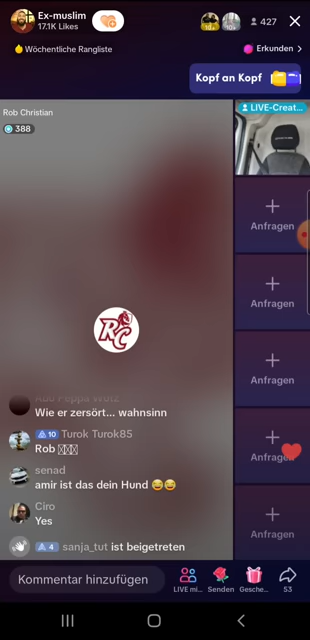 Ex-muslim
17.1K Likes
427
Wöchentliche Rangliste
Erkunden >
Kopf an Kopf
Rob Christian
388
LIVE-Creat...
Anfragen
Anfragen
Anfragen
Anfragen
Anfragen
RC
Wie er zersört... wahnsinn
10 Turok Turok85
Rob
senad
amir ist das dein Hund 😂😂
Ciro
Yes
4 sanja_tut ist beigetreten
Kommentar hinzufügen
LIVE mi...
Senden
Gesche...
53